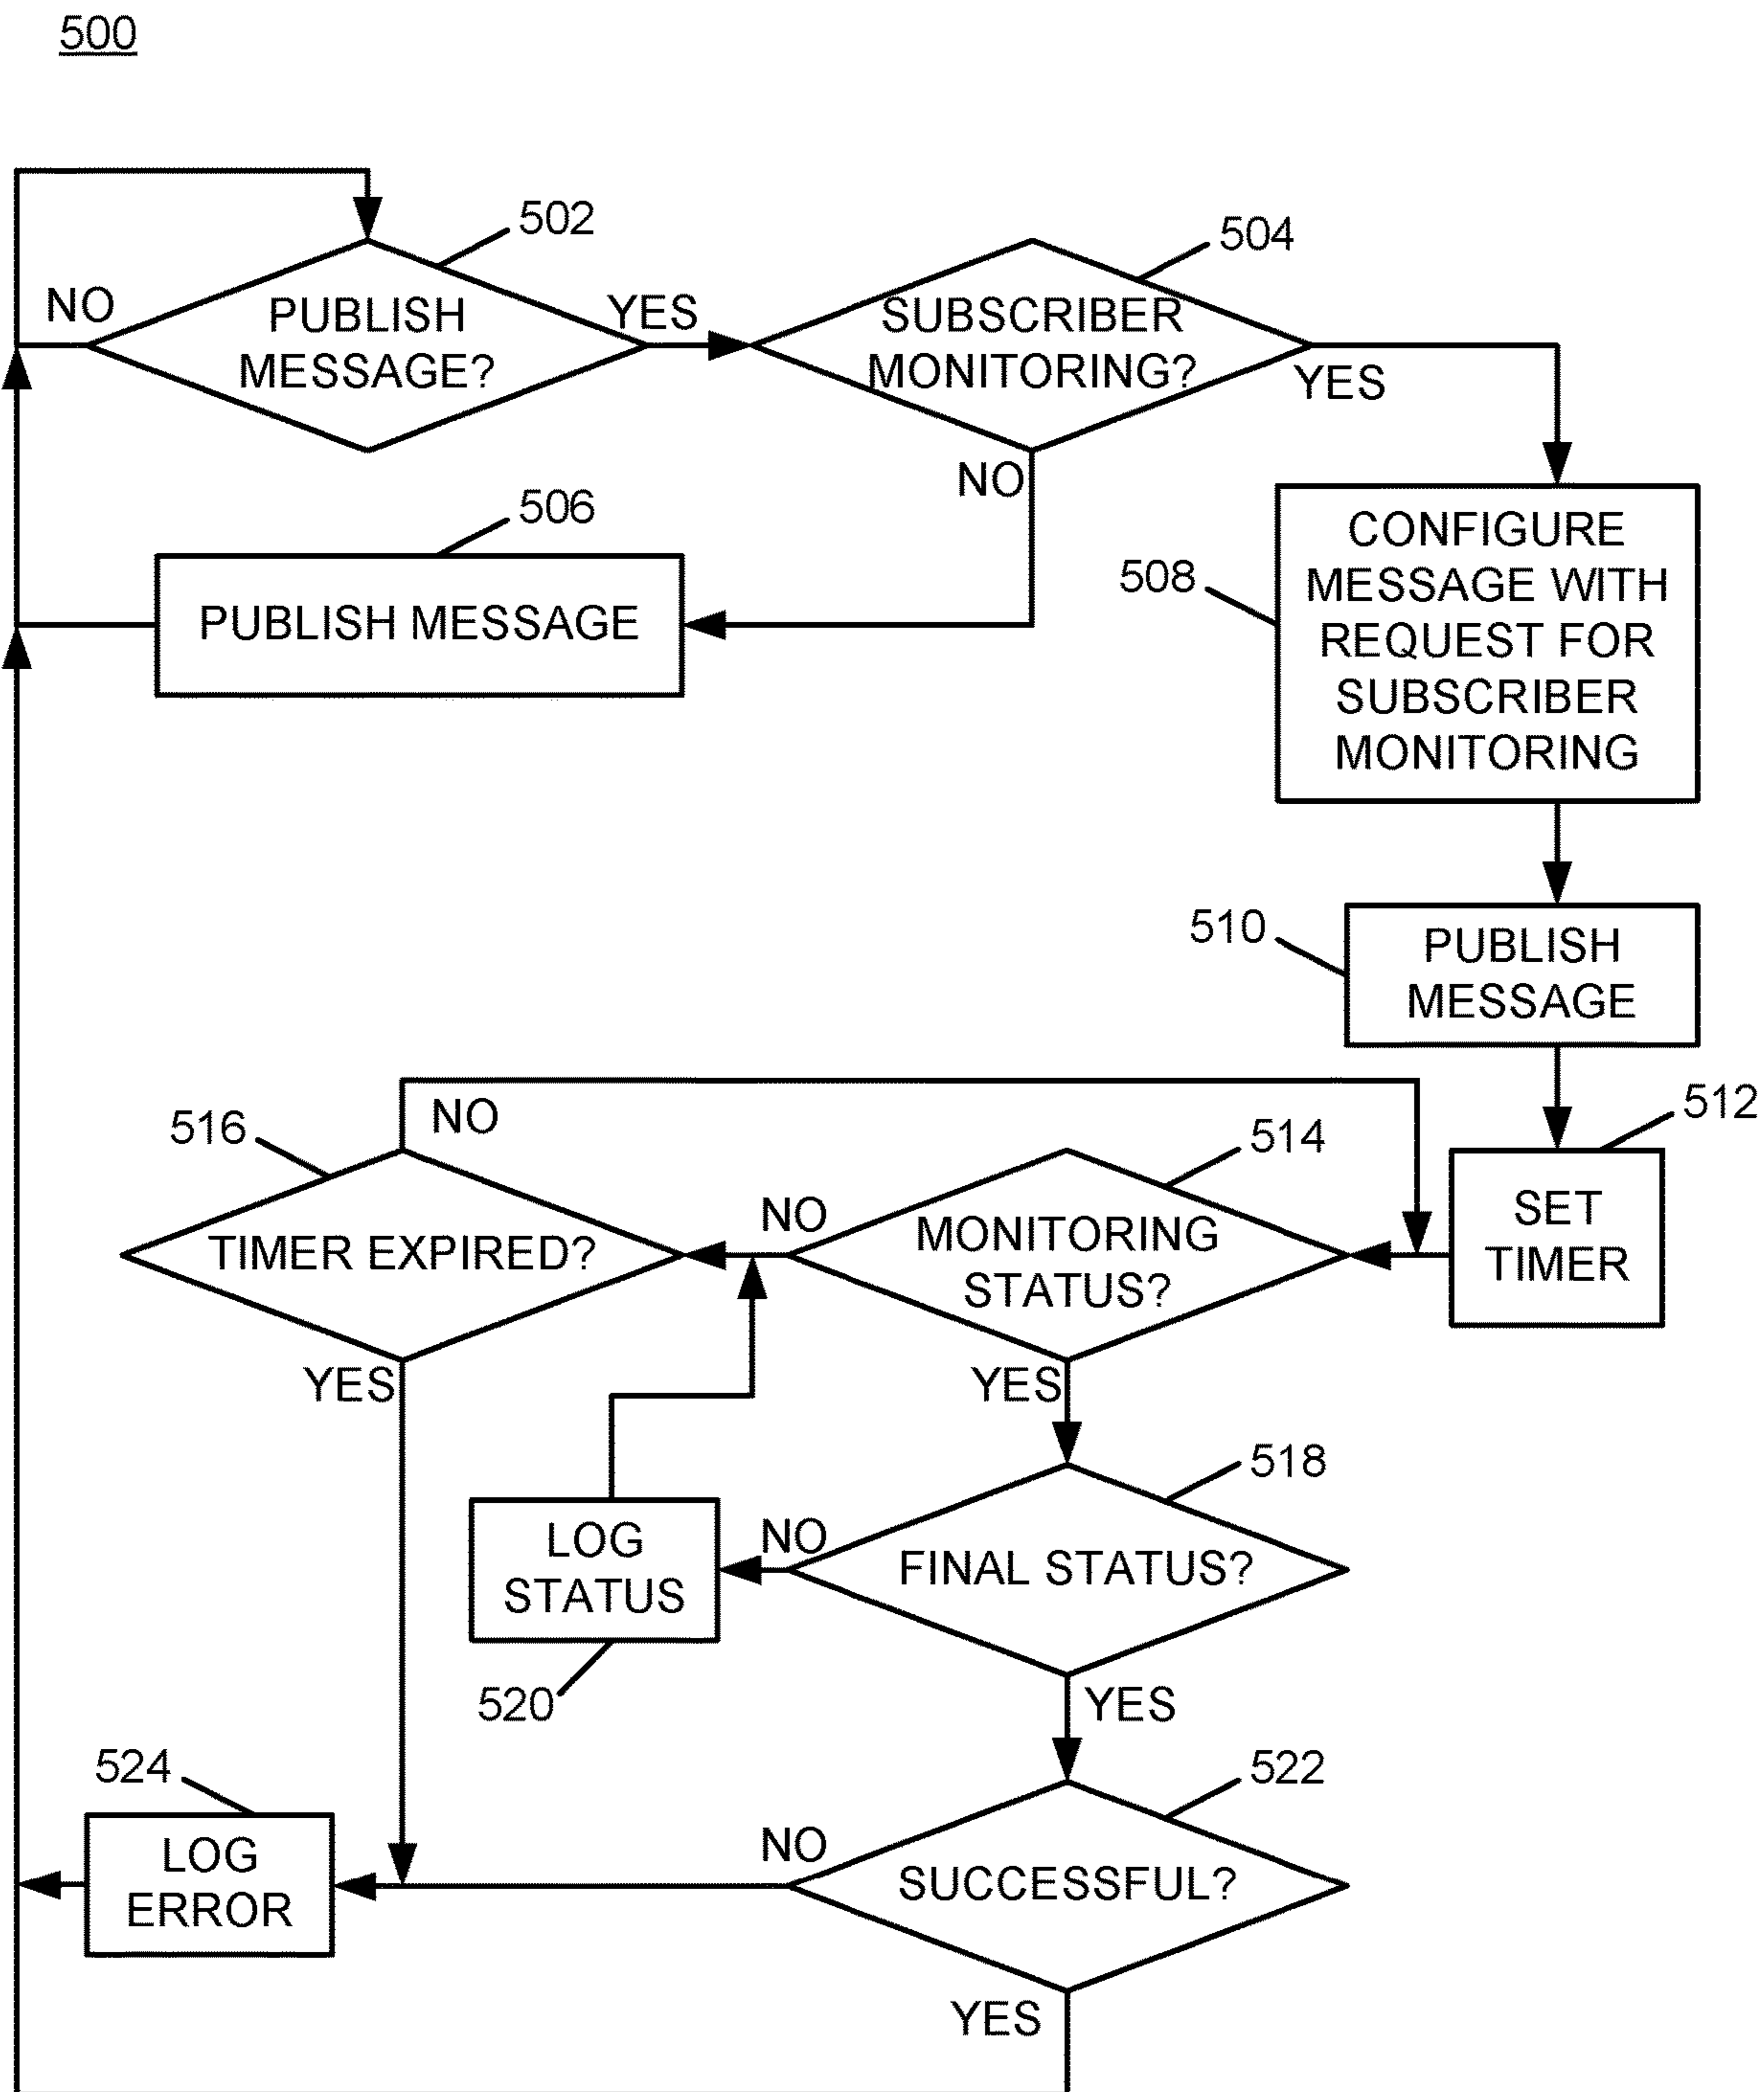 500
502
504
NO
PUBLISH
MESSAGE?
YES
SUBSCRIBER
MONITORING?
YES
NO
506
PUBLISH MESSAGE
508
CONFIGURE
MESSAGE WITH
REQUEST FOR
SUBSCRIBER
MONITORING
510
PUBLISH
MESSAGE
512
SET
TIMER
514
MONITORING
STATUS?
NO
YES
516
NO
TIMER EXPIRED?
YES
518
FINAL STATUS?
NO
YES
LOG
STATUS
520
522
SUCCESSFUL?
NO
YES
524
LOG
ERROR